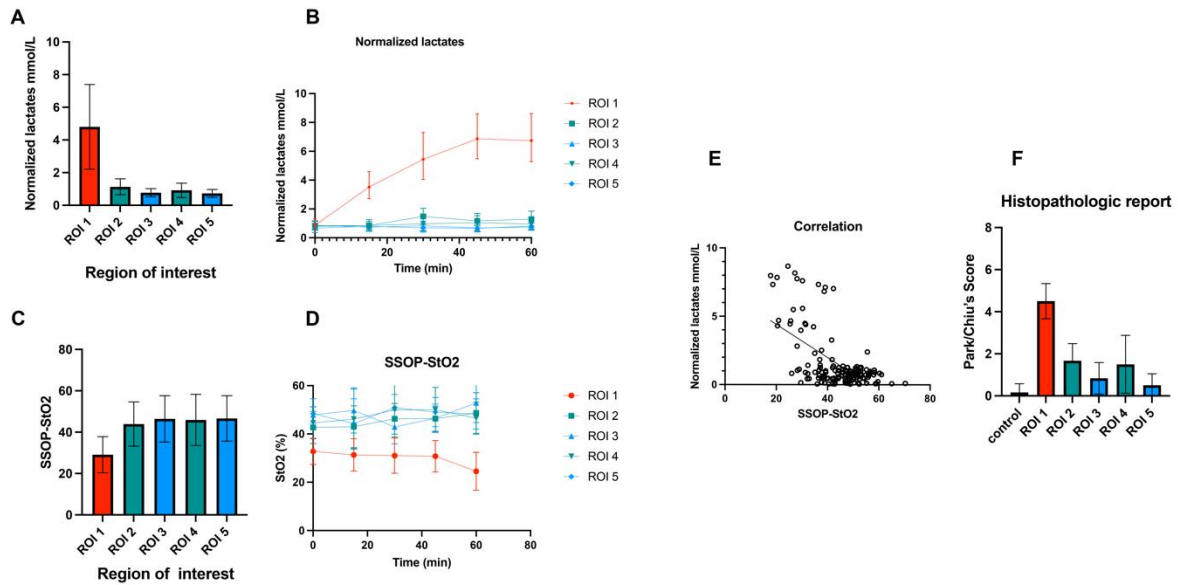 A
Normalized lactates mmol/L
10
8
6
4
2
0
ROI 1
ROI 2
ROI 3
ROI 4
ROI 5
Region of interest
B
Normalized lactates
Normalized lactates mmol/L
10
8
6
4
2
0
0
15
30
45
60
Time (min)
ROI 1
ROI 2
ROI 3
ROI 4
ROI 5
C
SSOP-StO2
80
60
40
20
0
ROI 1
ROI 2
ROI 3
ROI 4
ROI 5
Region of interest
D
SSOP-StO2
StO2 (%)
60
40
20
0
0
20
40
60
80
Time (min)
ROI 1
ROI 2
ROI 3
ROI 4
ROI 5
E
Correlation
Normalized lactates mmol/L
10
5
0
0
20
40
60
80
SSOP-StO2
F
Histopathologic report
Park/Chiu's Score
8
6
4
2
0
control
ROI 1
ROI 2
ROI 3
ROI 4
ROI 5